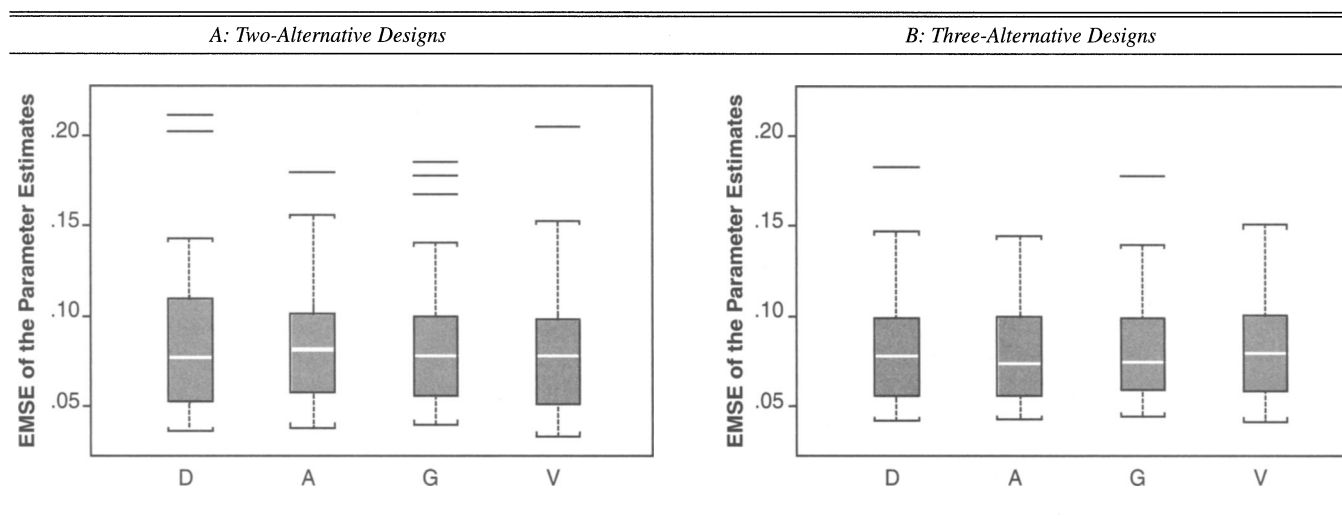 A: Two-Alternative Designs
B: Three-Alternative Designs
EMSE of the Parameter Estimates
.20
.15
.10
.05
D A G V
EMSE of the Parameter Estimates
.20
.15
.10
.05
D A G V